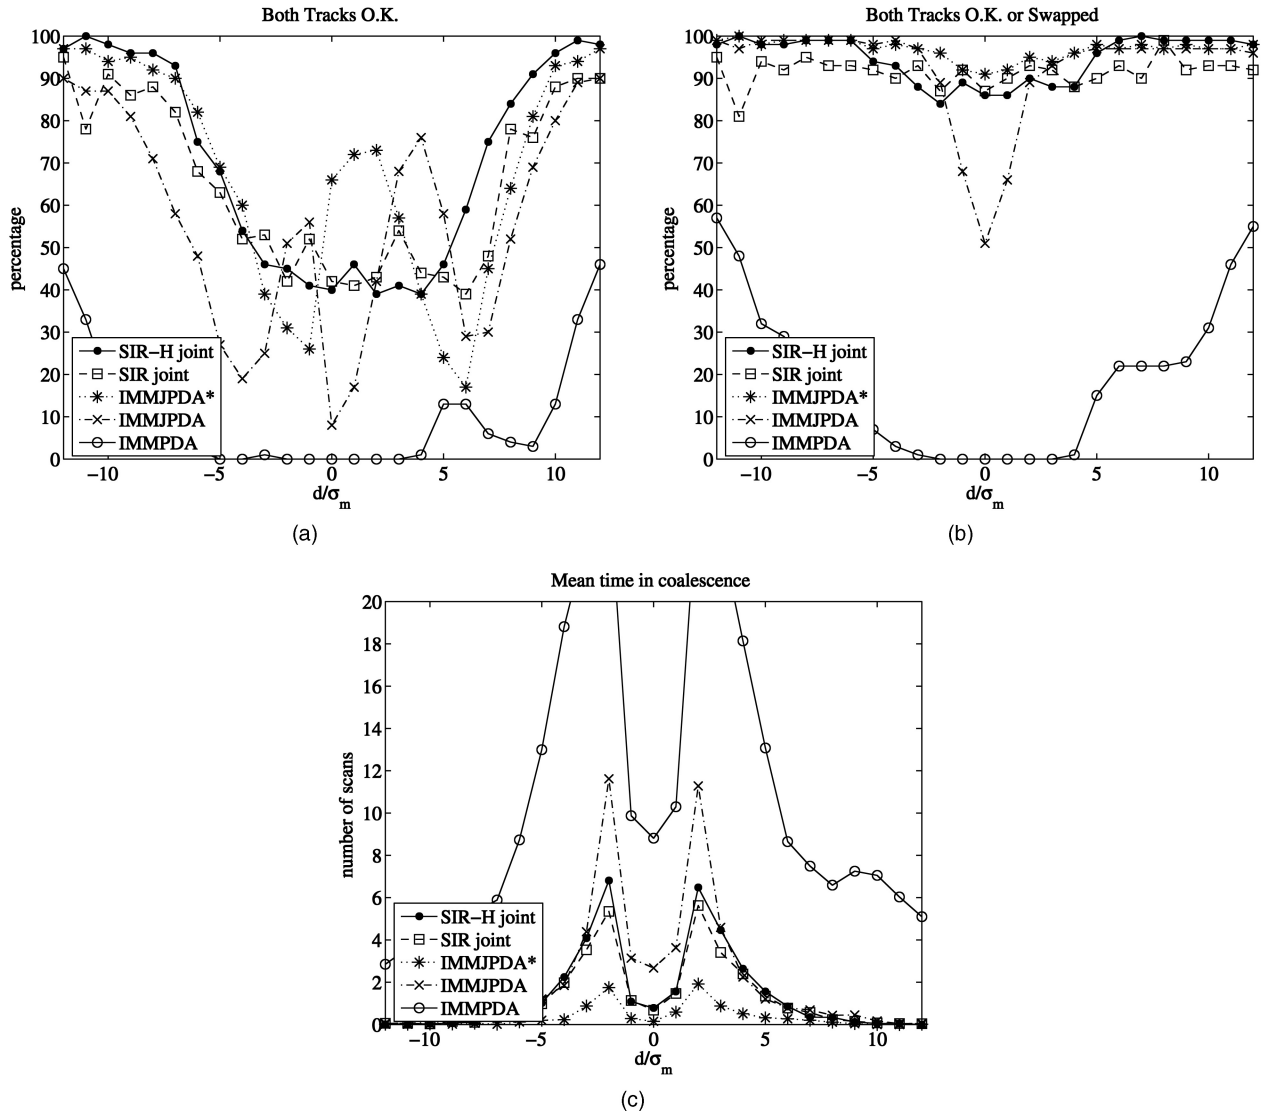 Both Tracks O.K.
100
90
80
70
60
50
40
30
20
10
0
percentage
SIR−H joint
SIR joint
IMMJPDA*
IMMJPDA
IMMPDA
−10
−5
0
5
10
d/σm
(a)
Both Tracks O.K. or Swapped
100
90
80
70
60
50
40
30
20
10
0
percentage
SIR−H joint
SIR joint
IMMJPDA*
IMMJPDA
IMMPDA
−10
−5
0
5
10
d/σm
(b)
Mean time in coalescence
20
18
16
14
12
10
8
6
4
2
0
number of scans
SIR−H joint
SIR joint
IMMJPDA*
IMMJPDA
IMMPDA
−10
−5
0
5
10
d/σm
(c)